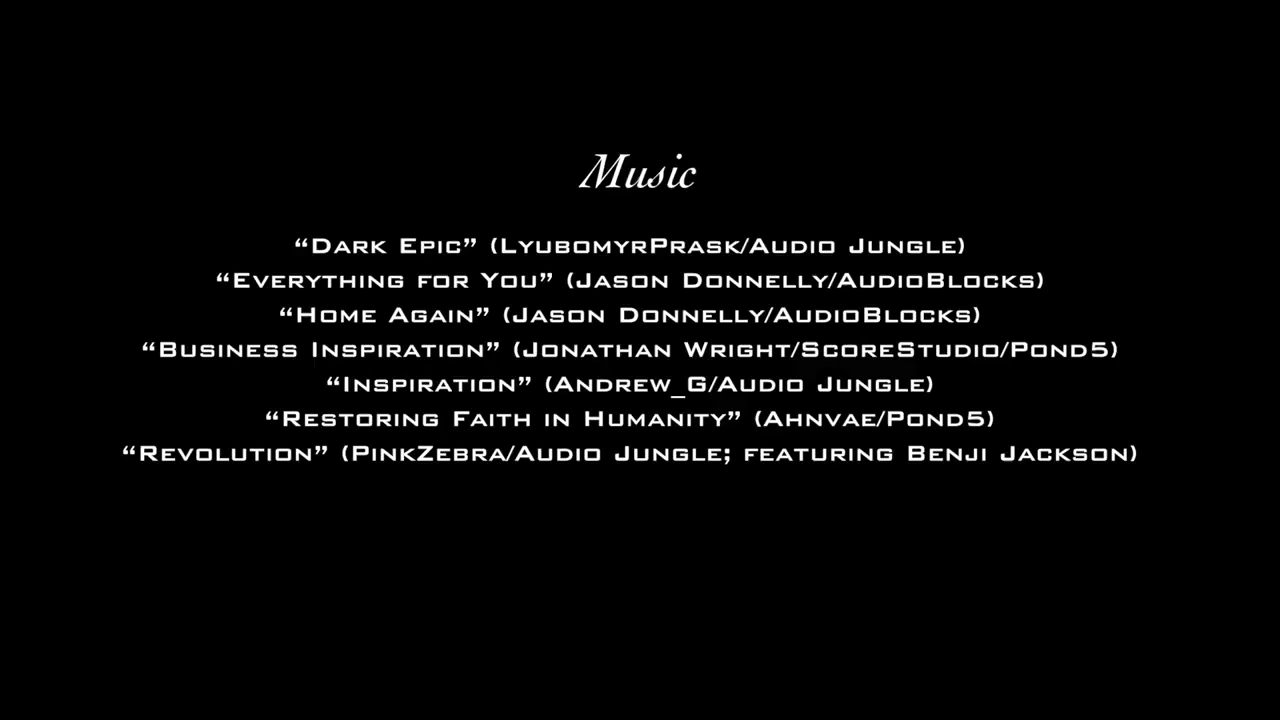 Music
“Dark Epic” (LyubomyrPrask/Audio Jungle)
“Everything for You” (Jason Donnelly/AudioBlocks)
“Home Again” (Jason Donnelly/AudioBlocks)
“Business Inspiration” (Jonathan Wright/ScoreStudio/Pond5)
“Inspiration” (Andrew_G/Audio Jungle)
“Restoring Faith in Humanity” (Ahnvae/Pond5)
“Revolution” (PinkZebra/Audio Jungle; featuring Benji Jackson)